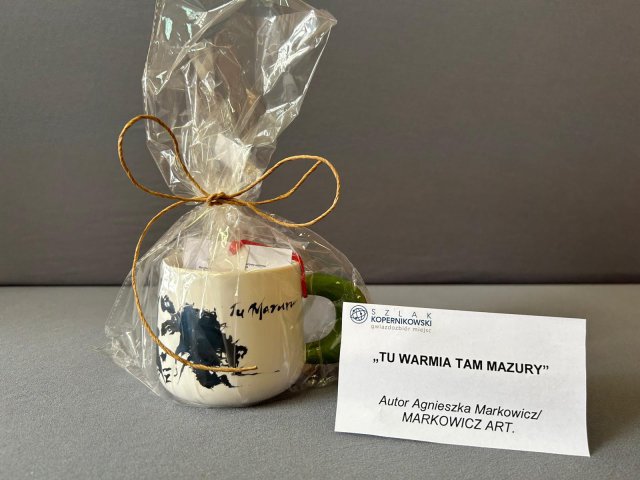 Tu Mazury
SZLAK
KOPERNIKOWSKI
gwiazdozbiór miejsc
„TU WARMIA TAM MAZURY”
Autor Agnieszka Markowicz/
MARKOWICZ ART.